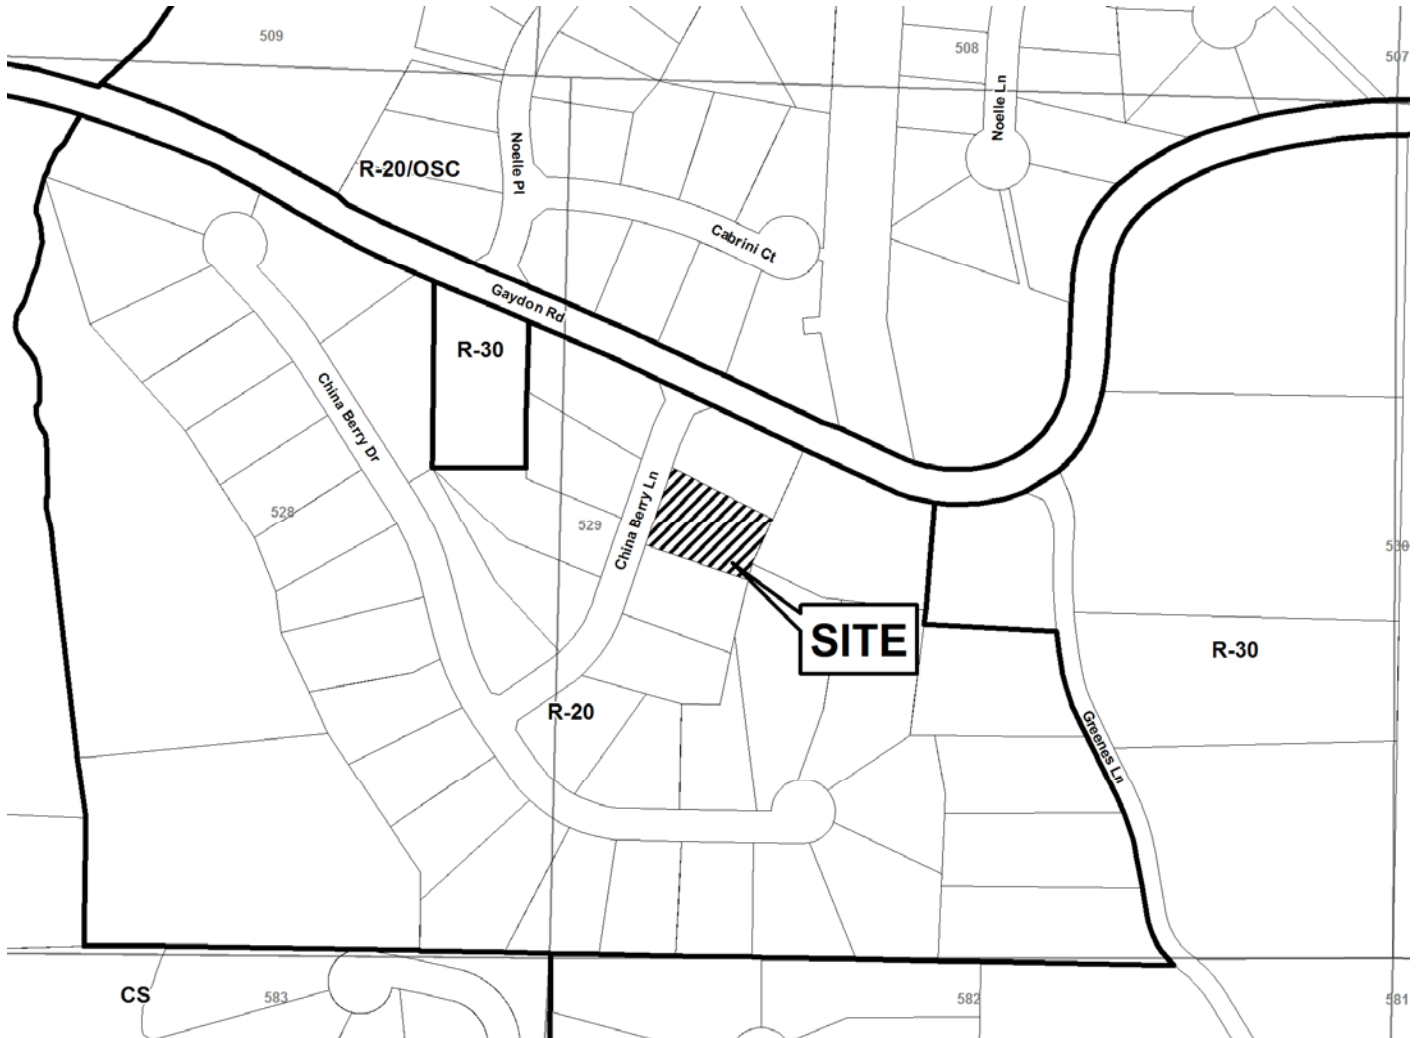 509
508
507
Noelle Ln
Noelle Pl
R-20/OSC
Cabrini Ct
Gaydon Rd
R-30
China Berry Dr
528
529
China Berry Ln
530
SITE
R-30
R-20
Greenes Ln
CS
583
582
581